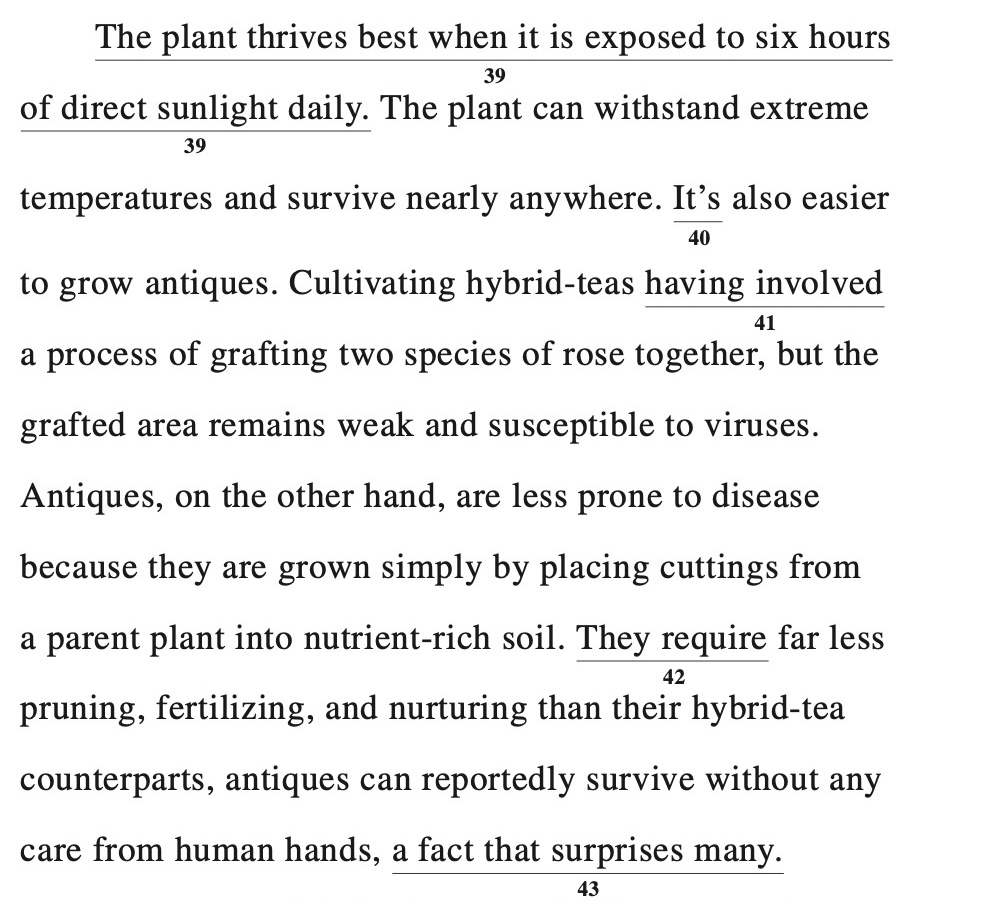 The plant thrives best when it is exposed to six hours
39
of direct sunlight daily. The plant can withstand extreme
39
temperatures and survive nearly anywhere. It’s also easier
40
to grow antiques. Cultivating hybrid-teas having involved
41
a process of grafting two species of rose together, but the
grafted area remains weak and susceptible to viruses.
Antiques, on the other hand, are less prone to disease
because they are grown simply by placing cuttings from
a parent plant into nutrient-rich soil. They require far less
42
pruning, fertilizing, and nurturing than their hybrid-tea
counterparts, antiques can reportedly survive without any
care from human hands, a fact that surprises many.
43